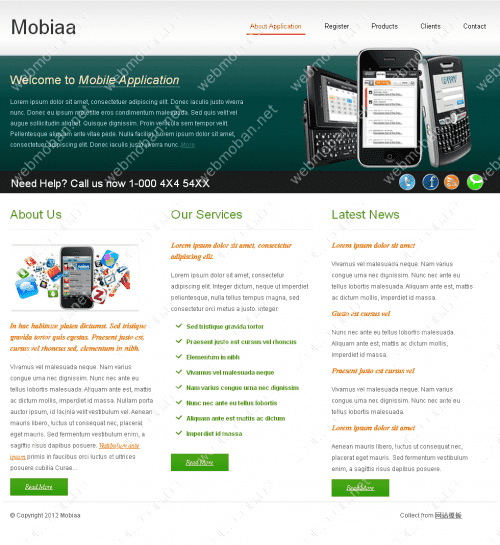 Mobiaa
About Application
Register
Products
Clients
Contact
Welcome to Mobile Application
Lorem ipsum dolor sit amet, consectetuer adipiscing elit. Donec iaculis justo viverra
nunc. Donec eu ipsum non ante eros condimentum malesuada. Sed quis velit vel
augue sollicitudin aliquet. Quisque dignissim. Proin vehicula sem tempor velit.
Pellentesque aliquam ante vitae pede. Nulla facilisi. Lorem ipsum dolor sit amet,
consectetuer adipiscing elit. Donec iaculis justo viverra...More
Need Help? Call us now 1-000 4X4 54XX
About Us
In hac habitasse platea dictumst. Sed tristique
gravida tortor quis egestas. Praesent justo est,
cursus vel rhoncus sed, elementum in nibh.
Vivamus vel malesuada neque. Nam varius
congue urna nec dignissim. Nunc nec ante eu
tellus lobortis malesuada. Aliquam ante est, mattis
ac dictum mollis, imperdiet id massa. Nullam porta
auctor ipsum, id lacinia velit vestibulum vel. Aenean
mauris libero, luctus ut consequat nec, placerat
eget mauris. Sed fermentum vestibulum enim, a
sagittis risus dapibus posuere. Vestibulum ante
ipsum primis in faucibus orci luctus et ultrices
posuere cubilia Curae...
Read More
Our Services
Lorem ipsum dolor sit amet, consectetur
adipiscing elit.
Lorem ipsum dolor sit amet, consectetur
adipiscing elit. Integer dictum, neque ut imperdiet
pellentesque, nulla tellus tempus magna, sed
consectetur orci metus a justo. Integer.
Sed tristique gravida tortor
Praesent justo est cursus vel rhoncus
Elementum in nibh
Vivamus vel malesuada neque
Nam varius congue urna nec dignissim
Nunc nec ante eu tellus lobortis
Aliquam ante est mattis ac dictum
Imperdiet id massa
Read More
Latest News
Lorem ipsum dolor sit amet
Vivamus vel malesuada neque. Nam varius
congue urna nec dignissim. Nunc nec ante eu
tellus lobortis malesuada. Aliquam ante est, mattis
ac dictum mollis, imperdiet id massa.
Gusto est cursus vel
Nunc nec ante eu tellus lobortis malesuada.
Aliquam ante est, mattis ac dictum mollis,
imperdiet id massa.
Praesent justo est cursus vel
Vivamus vel malesuada neque. Nam varius
congue urna nec dignissim. Nunc nec ante eu
tellus lobortis malesuada.
Lorem ipsum dolor sit amet
Aenean mauris libero, luctus ut consequat nec,
placerat eget mauris. Sed fermentum vestibulum
enim, a sagittis risus dapibus posuere.
Read More
© Copyright 2012 Mobiaa
Collect from 网站模板
webmoban.net